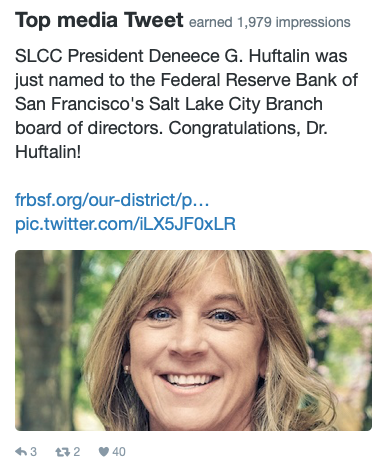 Top media Tweet earned 1,979 impressions
SLCC President Deneece G. Huftalin was
just named to the Federal Reserve Bank of
San Francisco's Salt Lake City Branch
board of directors. Congratulations, Dr.
Huftalin!
frbsf.org/our-district/p…
pic.twitter.com/iLX5JF0xLR
3 2 40